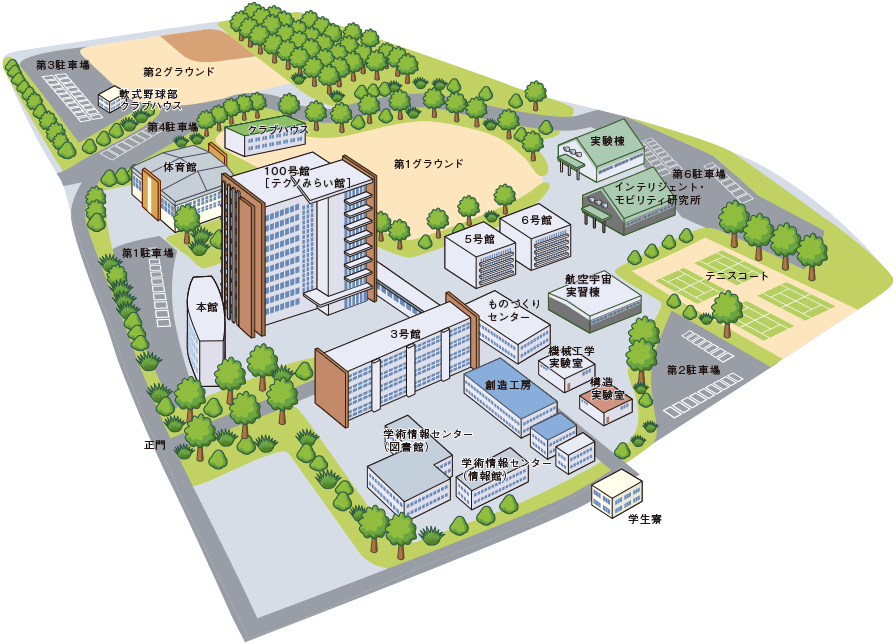 第3駐車場
第2グラウンド
軟式野球部
クラブハウス
第4駐車場
クラブハウス
体育館
100号館
［テクノみらい館］
第1グラウンド
実験棟
第6駐車場
インテリジェント・
モビリティ研究所
5号館
6号館
第1駐車場
テニスコート
航空宇宙
実習棟
本館
ものづくり
センター
3号館
機械工学
実験室
第2駐車場
創造工房
構造
実験室
学術情報センター
（図書館）
正門
学術情報センター
（情報館）
学生寮